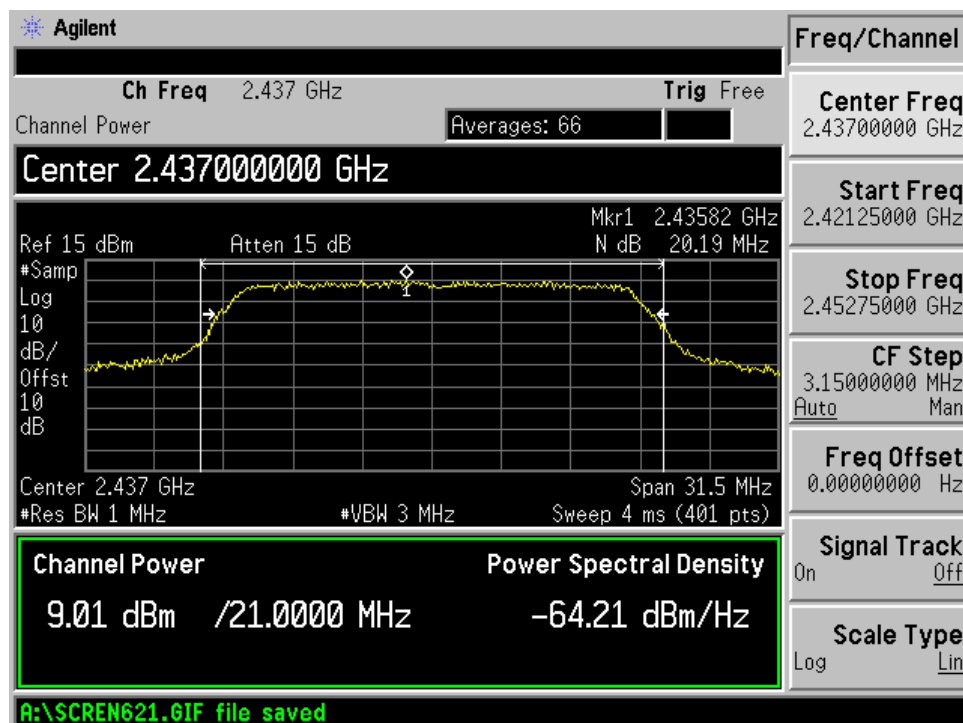 Agilent
Freq/Channel
Ch Freq 2.437 GHz Trig Free
Channel Power Averages: 66
Center 2.437000000 GHz
Mkr1 2.43582 GHz
Ref 15 dBm Atten 15 dB N dB 20.19 MHz
#Samp
Log
10
dB/
Offst
10
dB
1
Center 2.437 GHz Span 31.5 MHz
#Res BW 1 MHz #VBW 3 MHz Sweep 4 ms (401 pts)
Channel Power Power Spectral Density
9.01 dBm /21.0000 MHz -64.21 dBm/Hz
A:\SCREN621.GIF file saved
Center Freq
2.43700000 GHz
Start Freq
2.42125000 GHz
Stop Freq
2.45275000 GHz
CF Step
3.15000000 MHz
Auto Man
Freq Offset
0.00000000 Hz
Signal Track
On Off
Scale Type
Log Lin